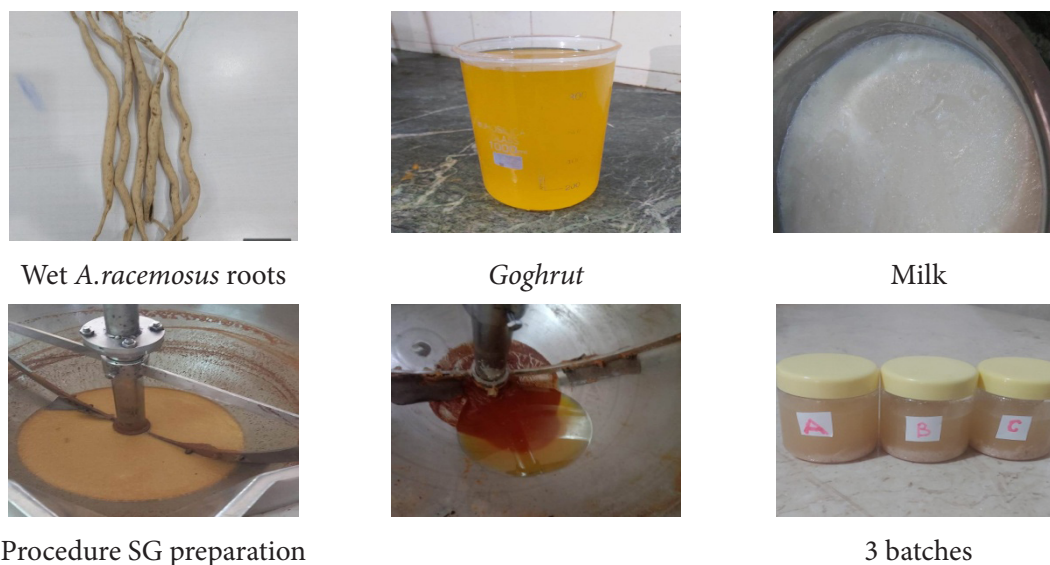 Wet A.racemosus roots
Goghrut
Milk
A
B
C
Procedure SG preparation
3 batches